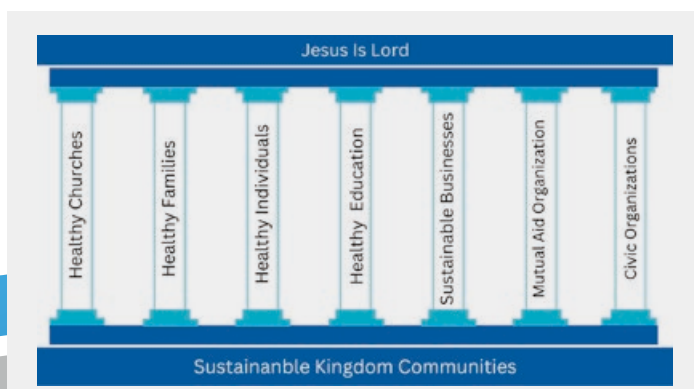 Jesus Is Lord
Healthy Churches
Healthy Families
Healthy Individuals
Healthy Education
Sustainable Businesses
Mutual Aid Organization
Civic Organizations
Sustainanble Kingdom Communities